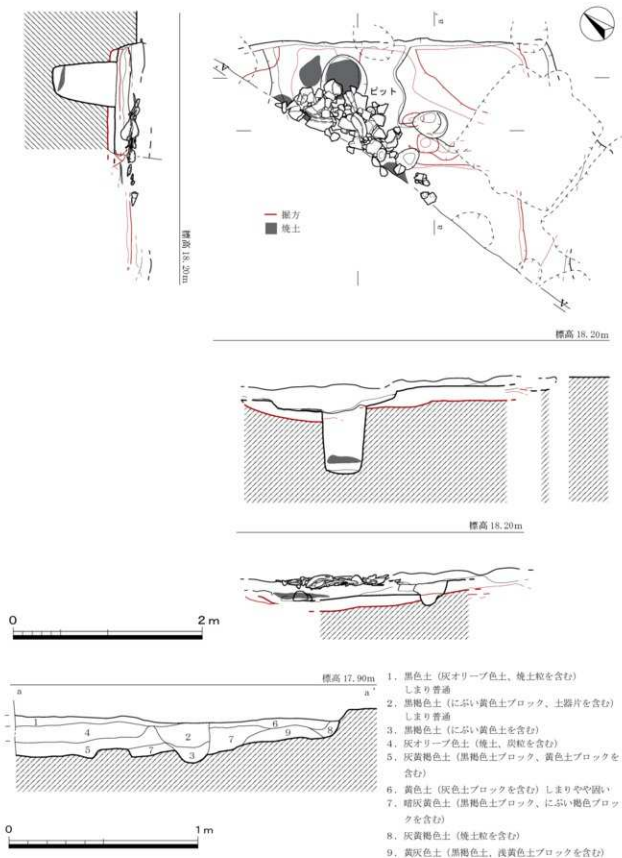 a
ピット
掘方
焼土
a
標高 18.20m
標高 18.20m
標高 18.20m
0 2 m
標高 17.90m
a a'
1
2
3
4
5
6
7
7
8
9
0 1 m
1. 黒色土（灰オリーブ色土、焼土粒を含む）
しまり普通
2. 黒褐色土（にぶい黄色土ブロック、土器片を含む）
しまり普通
3. 黒褐色土（にぶい黄色土を含む）
4. 灰オリーブ色土（焼土、炭粒を含む）
5. 灰黄褐色土（黒褐色土ブロック、黄色土ブロックを
含む）
6. 黄色土（灰色土ブロックを含む）しまりやや固い
7. 暗灰黄色土（黒褐色土ブロック、にぶい褐色ブロッ
クを含む）
8. 灰黄褐色土（焼土粒を含む）
9. 黄灰色土（黒褐色土、浅黄色土ブロックを含む）